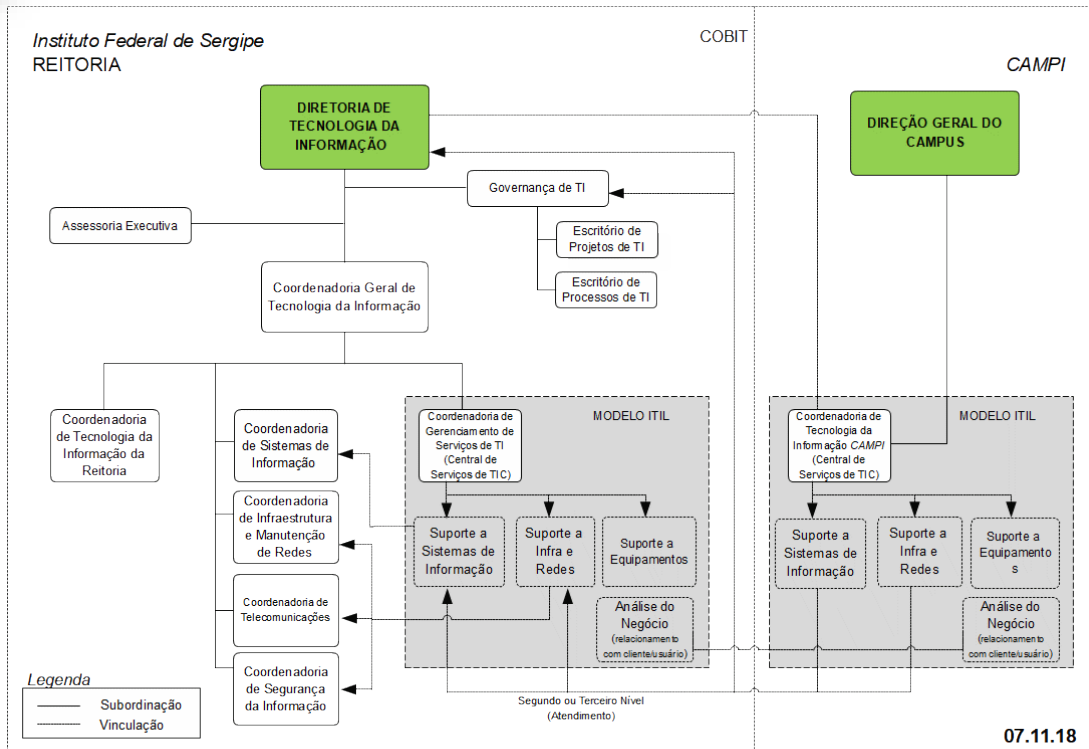 Instituto Federal de Sergipe
REITORIA
COBIT
CAMPI
DIRETORIA DE
TECNOLOGIA DA
INFORMAÇÃO
DIREÇÃO GERAL DO
CAMPUS
Governança de TI
Assessoria Executiva
Escritório de
Projetos de TI
Escritório de
Processos de TI
Coordenadoria Geral de
Tecnologia da Informação
Coordenadoria
de Tecnologia da
Informação da
Reitoria
Coordenadoria
de Sistemas de
Informação
Coordenadoria
de Infraestrutura
e Manutenção
de Redes
Coordenadoria de
Telecomunicações
Coordenadoria
de Segurança
da Informação
MODELO ITIL
Coordenadoria de
Gerenciamento de
Serviços de TI
(Central de
Serviços de TIC)
Suporte a
Sistemas de
Informação
Suporte a
Infra e
Redes
Suporte a
Equipamentos
Análise do
Negócio
(relacionamento
com cliente/usuário)
MODELO ITIL
Coordenadoria de
Tecnologia da
Informação CAMPI
(Central de
Serviços de TIC)
Suporte a
Sistemas de
Informação
Suporte a
Infra e
Redes
Suporte a
Equipamento
s
Análise do
Negócio
(relacionamento
com cliente/usuário)
Segundo ou Terceiro Nível
(Atendimento)
Legenda
Subordinação
Vinculação
07.11.18